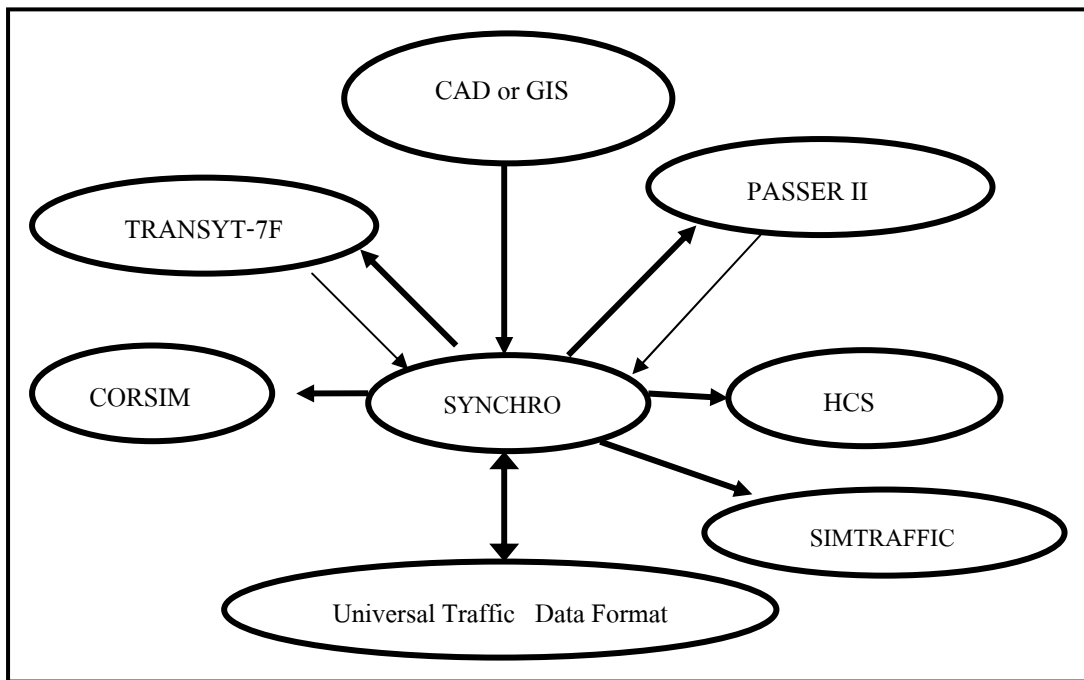 CAD or GIS
PASSER II
TRANSYT-7F
CORSIM
SYNCHRO
HCS
SIMTRAFFIC
Universal Traffic Data Format